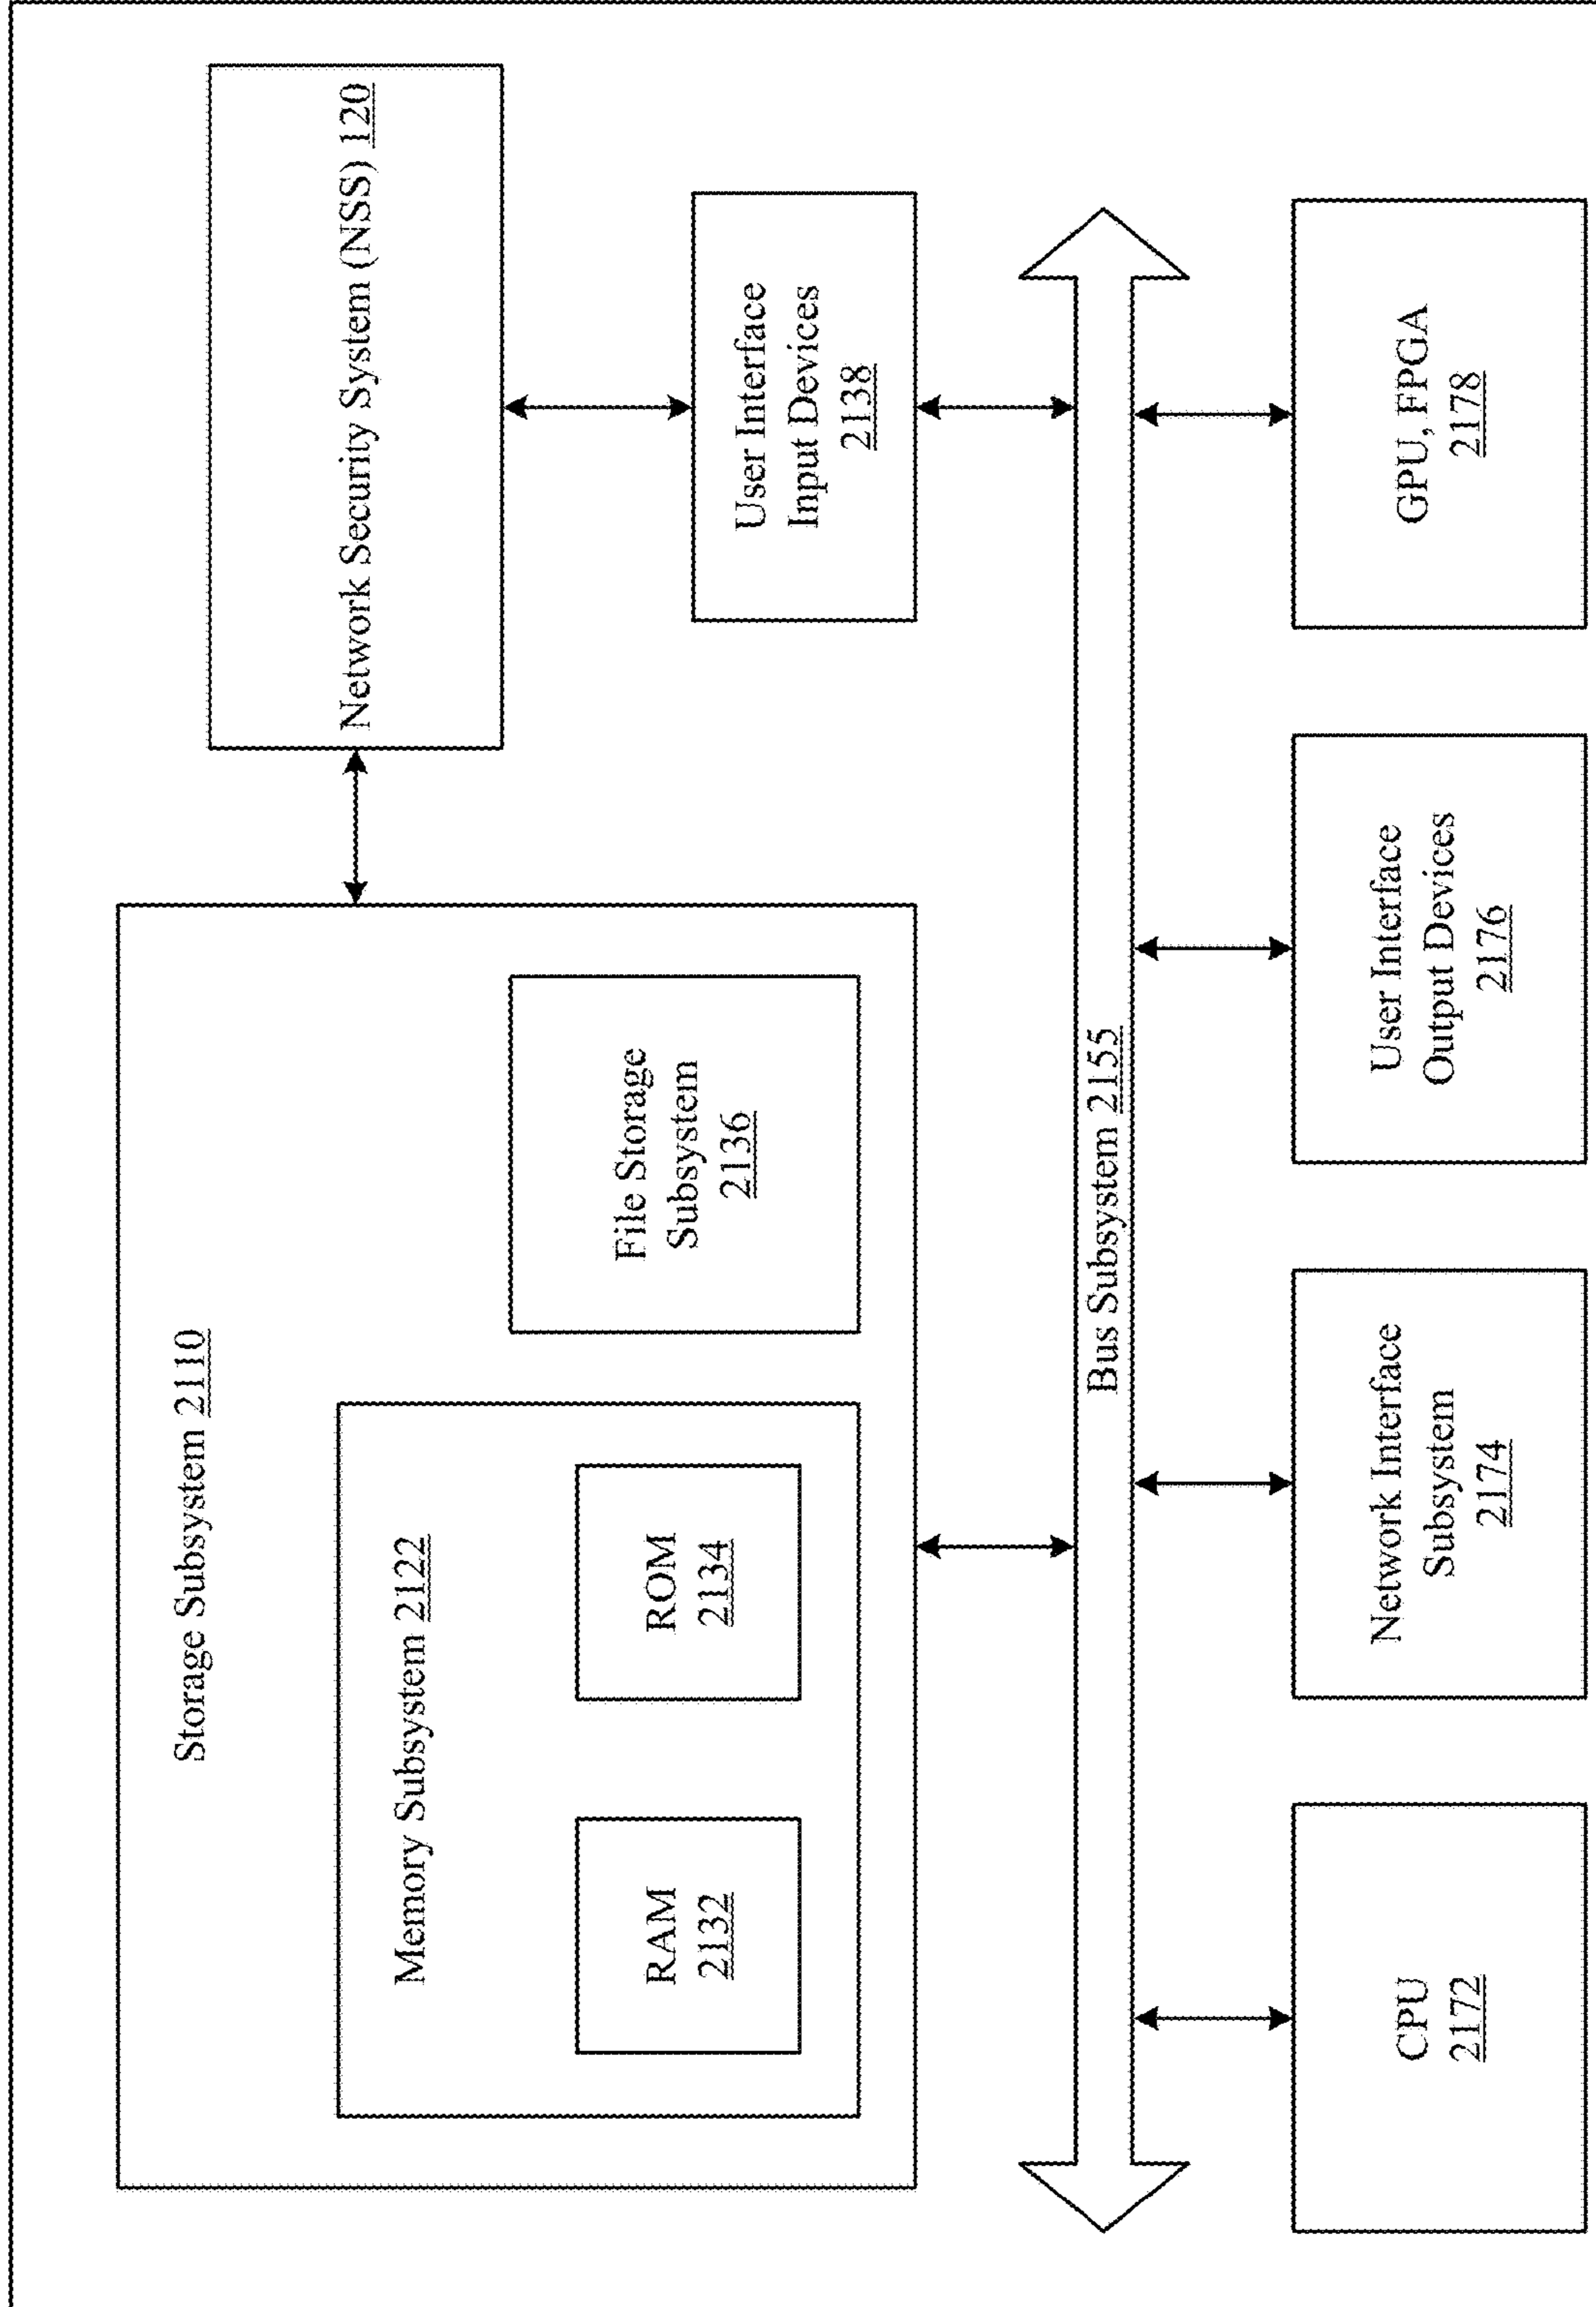 Storage Subsystem 2110
Memory Subsystem 2122
RAM
2132
ROM
2134
File Storage
Subsystem
2136
Network Security System (NSS) 120
User Interface
Input Devices
2138
Bus Subsystem 2155
CPU
2172
Network Interface
Subsystem
2174
User Interface
Output Devices
2176
GPU, FPGA
2178